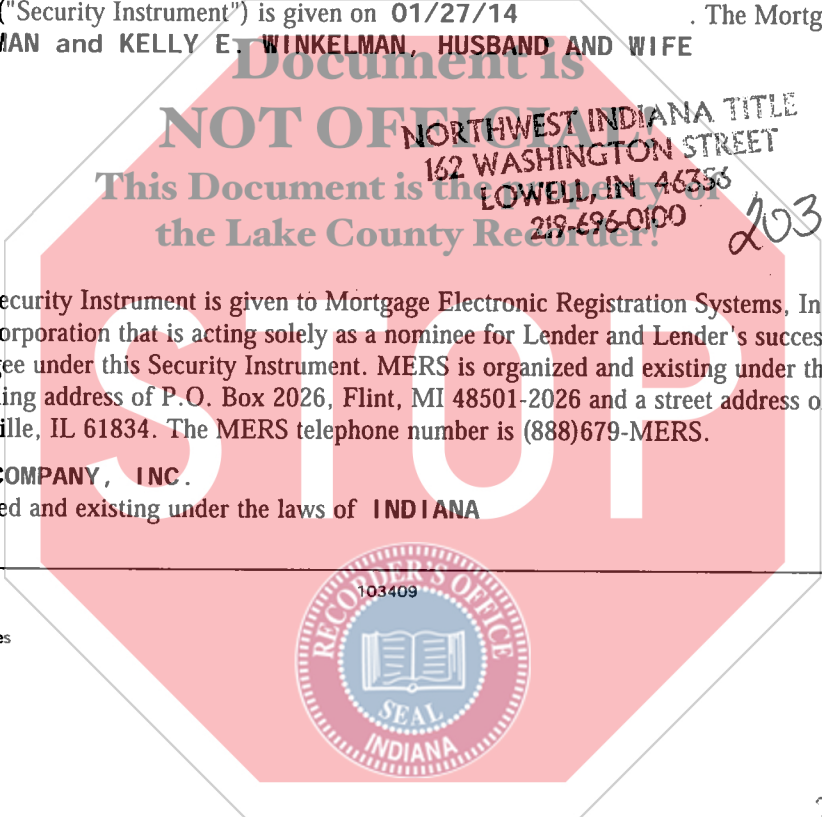 ("Security Instrument") is given on 01/27/14 . The Mortg
MAN and KELLY E. WINKELMAN, HUSBAND AND WIFE
Document is
NOT OFFICIAL!
NORTHWEST INDIANA TITLE
162 WASHINGTON STREET
LOWELL, IN 46356
219-696-0100
203
This Document is the property of
the Lake County Recorder!
ecurity Instrument is given to Mortgage Electronic Registration Systems, In
orporation that is acting solely as a nominee for Lender and Lender's succes
ee under this Security Instrument. MERS is organized and existing under th
ling address of P.O. Box 2026, Flint, MI 48501-2026 and a street address o
ille, IL 61834. The MERS telephone number is (888)679-MERS.
COMPANY, INC.
ed and existing under the laws of INDIANA
STOP
103409
es
RECORDER'S OFFICE
SEAL
INDIANA